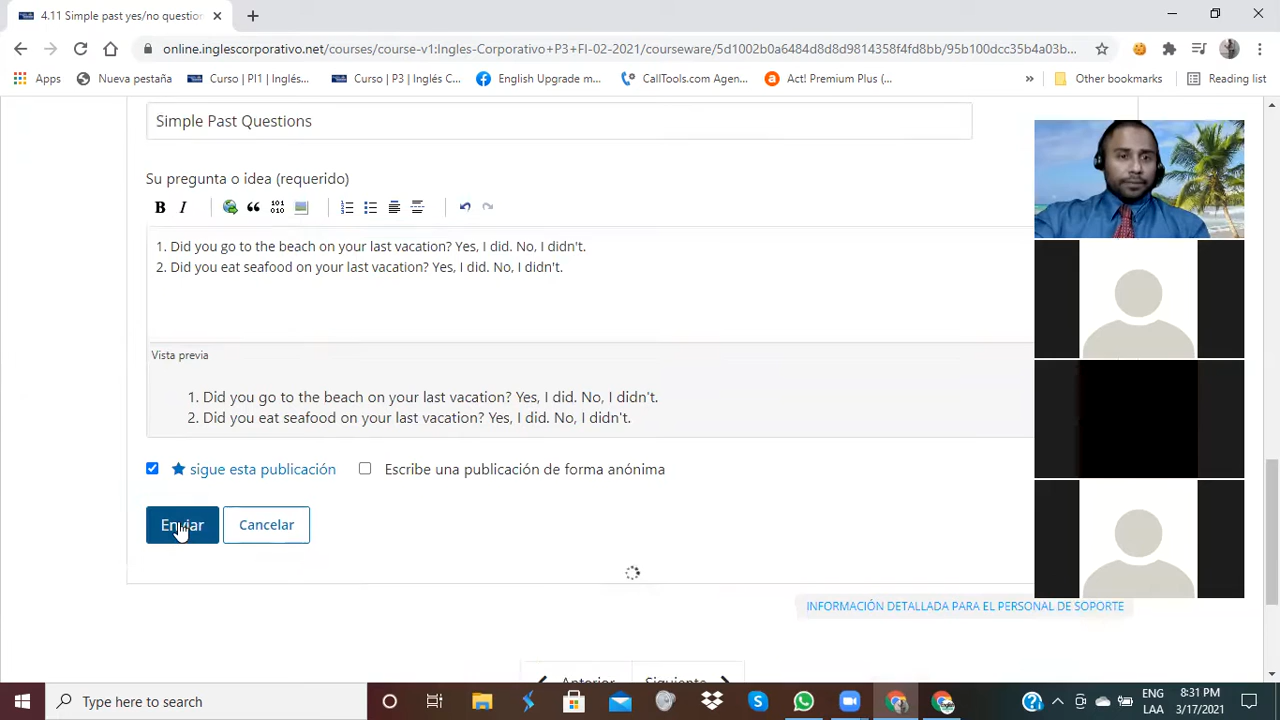 4.11 Simple past yes/no question
online.inglescorporativo.net/courses/course-v1:Ingles-Corporativo+P3+FI-02-2021/courseware/5d1002b0a6484d8d8d9814358f4fd8bb/95b100dcc35b4a03b...
Apps Nueva pestaña Curso | PI1 | Inglés... Curso | P3 | Inglés C... English Upgrade m... CallTools.com Agen... Act! Premium Plus (... » Other bookmarks Reading list
Simple Past Questions
Su pregunta o idea (requerido)
B I
1. Did you go to the beach on your last vacation? Yes, I did. No, I didn't.
2. Did you eat seafood on your last vacation? Yes, I did. No, I didn't.
Vista previa
1. Did you go to the beach on your last vacation? Yes, I did. No, I didn't.
2. Did you eat seafood on your last vacation? Yes, I did. No, I didn't.
sigue esta publicación Escribe una publicación de forma anónima
Enviar Cancelar
INFORMACIÓN DETALLADA PARA EL PERSONAL DE SOPORTE
Anterior Siguiente
Type here to search
ENG 8:31 PM
LAA 3/17/2021